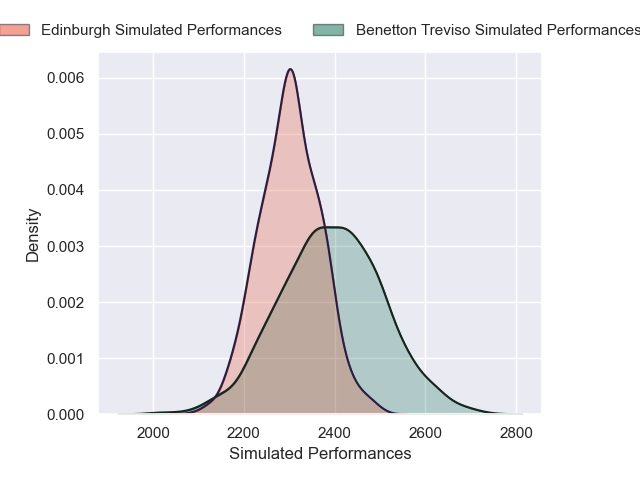 Edinburgh Simulated Performances
Benetton Treviso Simulated Performances
0.006
0.005
0.004
0.003
0.002
0.001
0.000
Density
2000 2200 2400 2600 2800
Simulated Performances